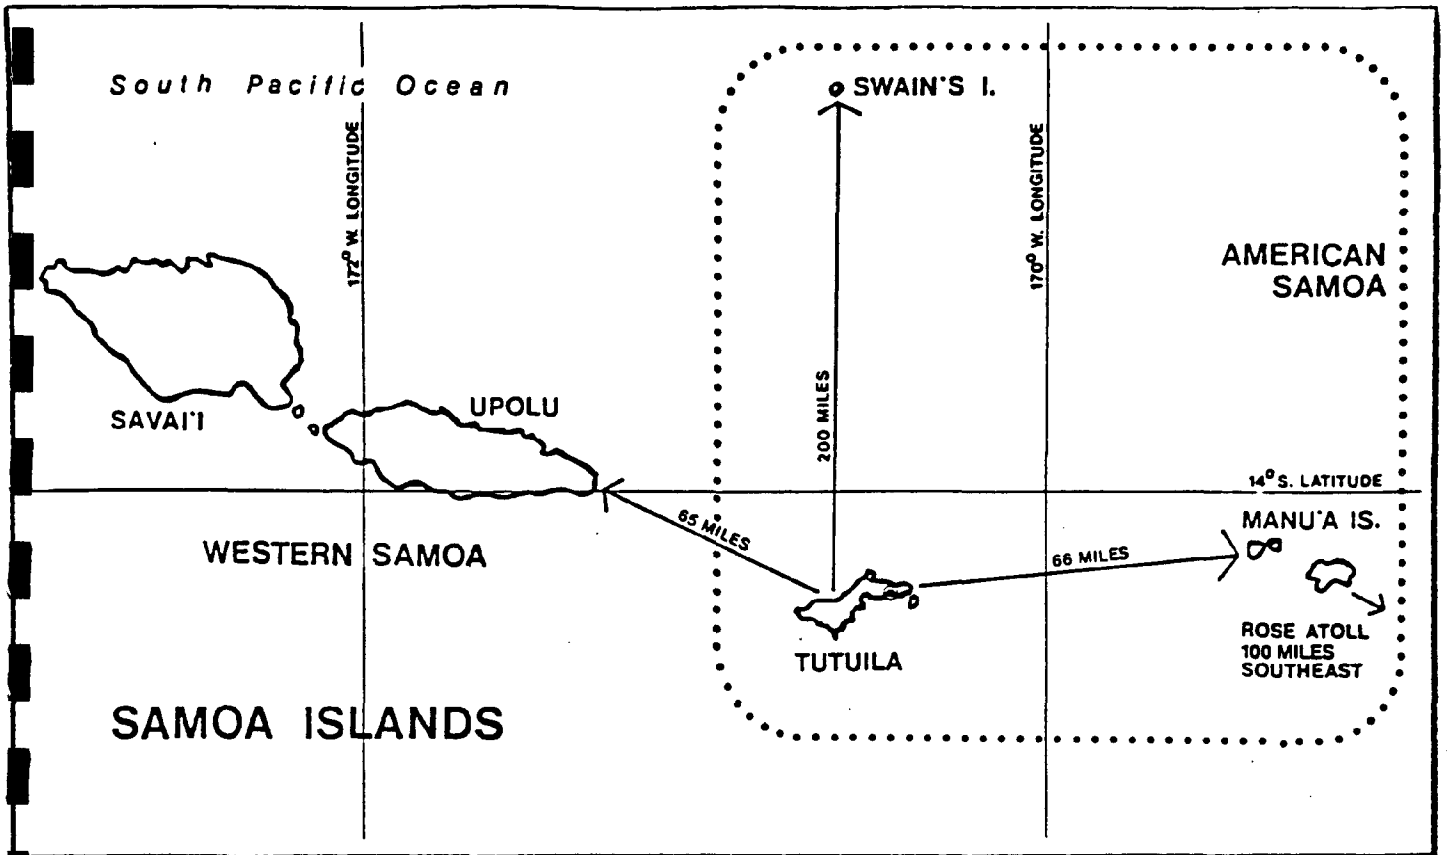 South Pacific Ocean
SWAIN'S I.
172° W. LONGITUDE
170° W. LONGITUDE
AMERICAN
SAMOA
200 MILES
SAVAI'I
UPOLU
14° S. LATITUDE
65 MILES
MANU'A IS.
WESTERN SAMOA
66 MILES
TUTUILA
ROSE ATOLL
100 MILES
SOUTHEAST
SAMOA ISLANDS